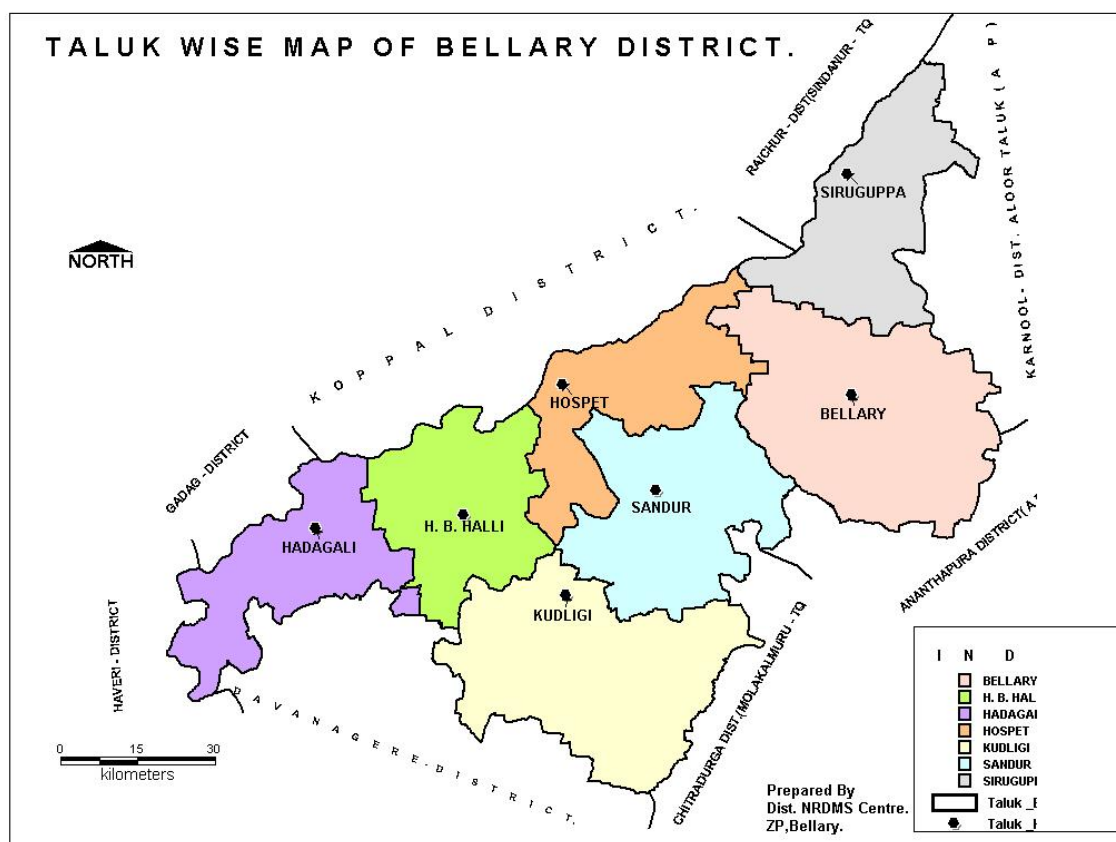 TALUK WISE MAP OF BELLARY DISTRICT.
RAICHUR - DIST(SINDANUR - TQ
KARNOOL - DIST. ALOOR TALUK ( A P)
SIRUGUPPA
NORTH
KOPPAL DISTRICT.
HOSPET
BELLARY
GADAG - DISTRICT
SANDUR
H. B. HALLI
HADAGALI
ANANTHAPURA DISTRICT( A.
KUDLIGI
HAVERI - DISTRICT
DAVANAGERE-DISTRICT.
CHITRADURGA DIST.(MOLAKALMURU - TQ
0 15 30
kilometers
I N D
BELLARY
H. B. HAL
HADAGAI
HOSPET
KUDLIGI
SANDUR
SIRUGUPI
Taluk _E
Taluk _H
Prepared By
Dist. NRDMS Centre.
ZP,Bellary.